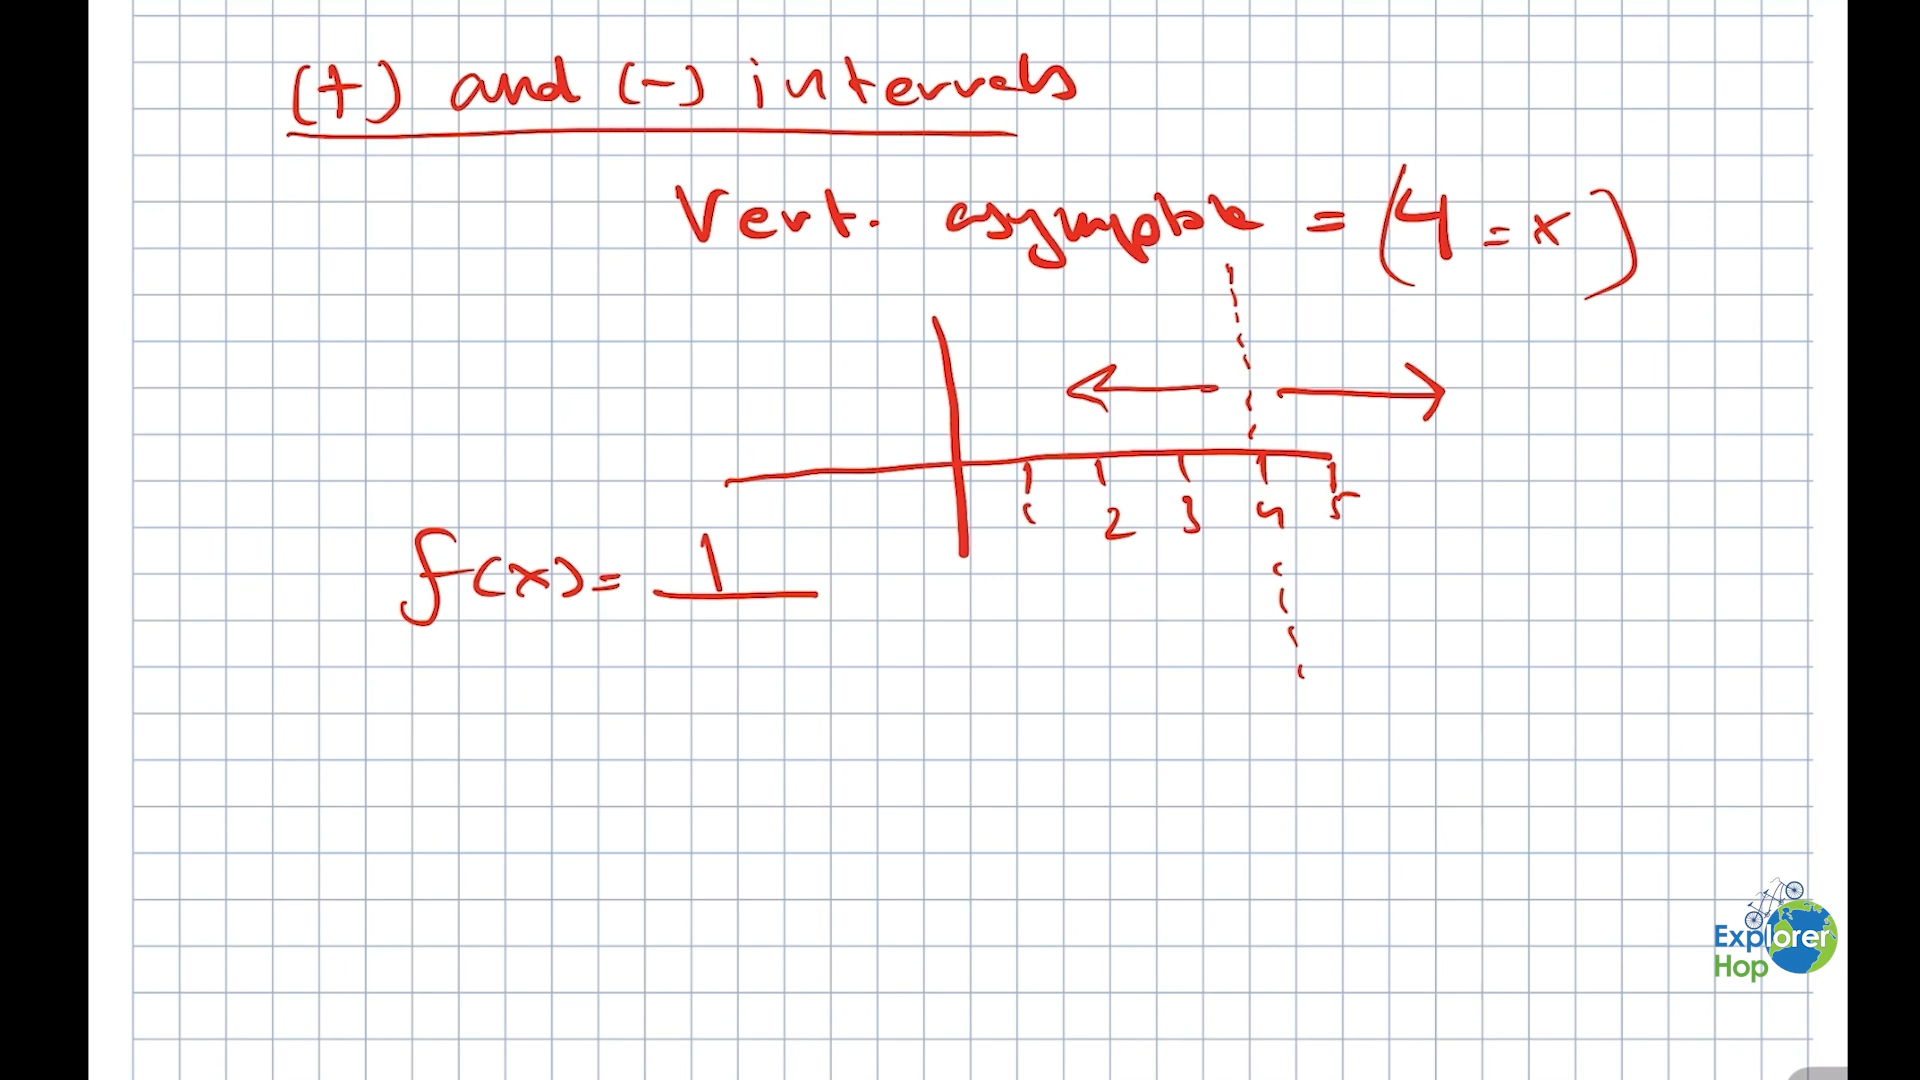 (+) and (-) intervals
Vert. asymptote = (4 = x)
1 2 3 4 5
f(x) = 1
Explorer
Hop